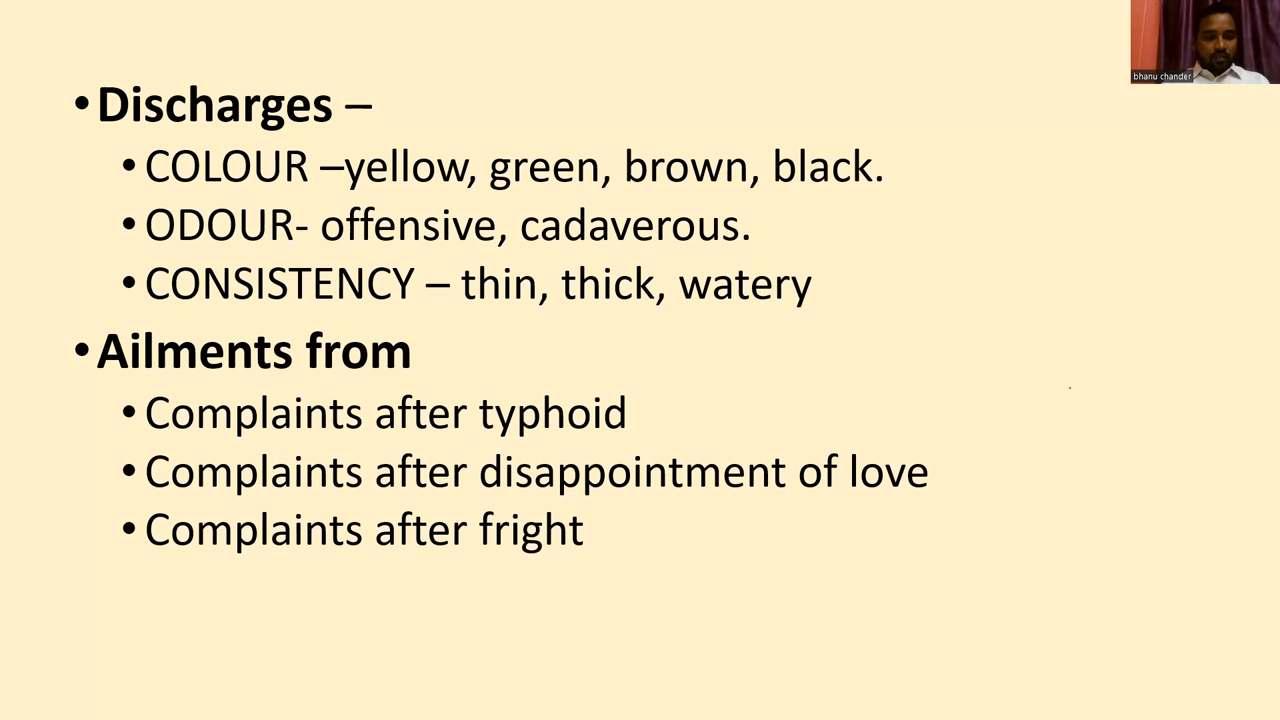 bhanu chander
•Discharges –
•COLOUR –yellow, green, brown, black.
•ODOUR- offensive, cadaverous.
•CONSISTENCY – thin, thick, watery
•Ailments from
•Complaints after typhoid
•Complaints after disappointment of love
•Complaints after fright